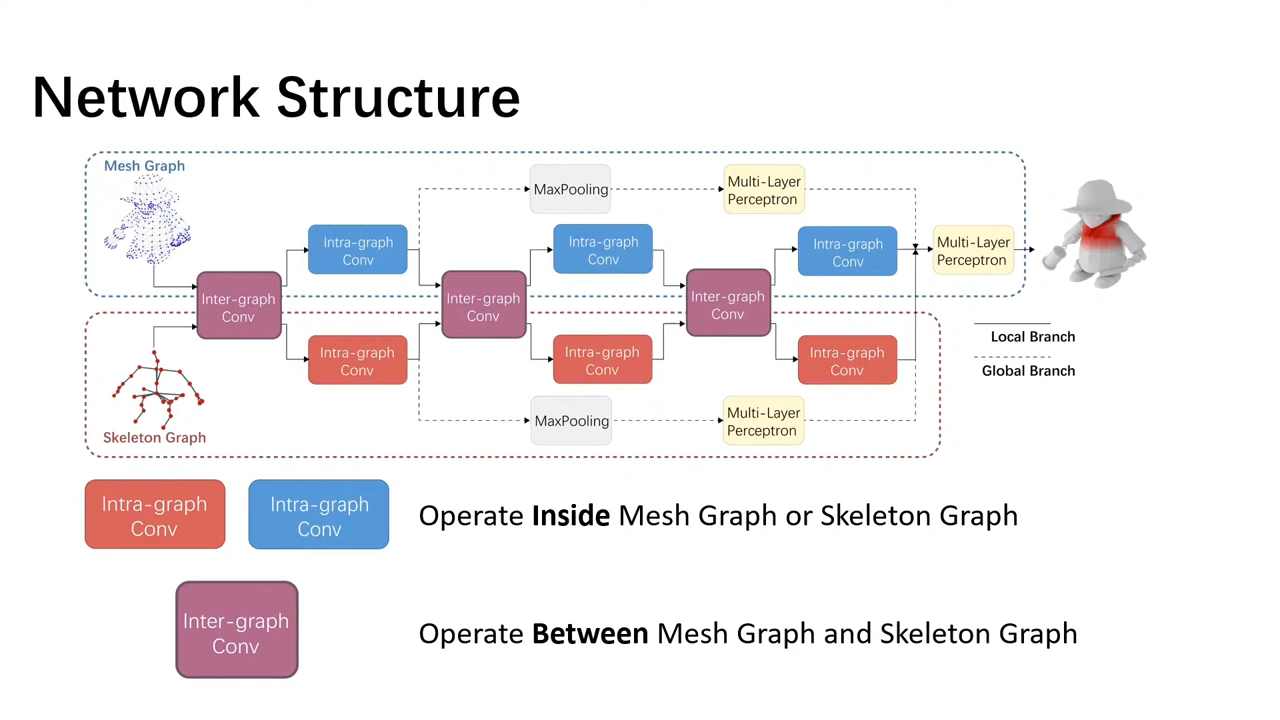 Network Structure
Mesh Graph
MaxPooling
Multi-Layer
Perceptron
Intra-graph
Conv
Intra-graph
Conv
Intra-graph
Conv
Multi-Layer
Perceptron
Inter-graph
Conv
Inter-graph
Conv
Inter-graph
Conv
Local Branch
Intra-graph
Conv
Intra-graph
Conv
Intra-graph
Conv
Global Branch
MaxPooling
Multi-Layer
Perceptron
Skeleton Graph
Intra-graph
Conv
Intra-graph
Conv
Operate Inside Mesh Graph or Skeleton Graph
Inter-graph
Conv
Operate Between Mesh Graph and Skeleton Graph